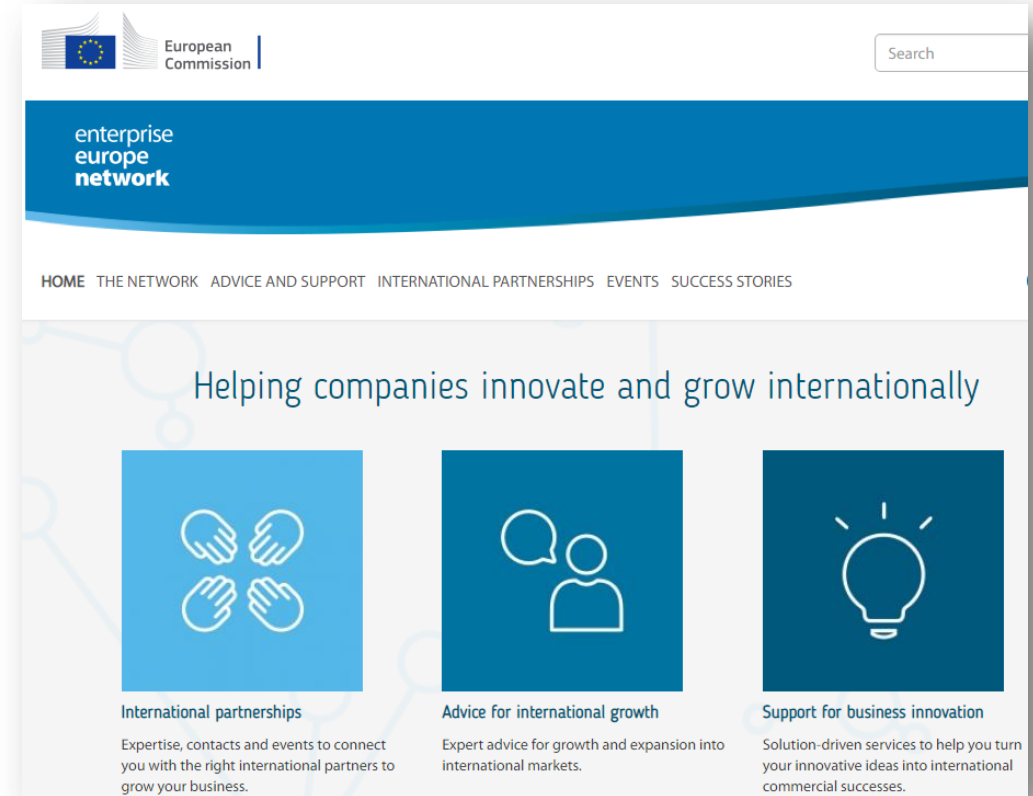 European
Commission
Search
enterprise
europe
network
HOME THE NETWORK ADVICE AND SUPPORT INTERNATIONAL PARTNERSHIPS EVENTS SUCCESS STORIES
Helping companies innovate and grow internationally
International partnerships
Expertise, contacts and events to connect
you with the right international partners to
grow your business.
Advice for international growth
Expert advice for growth and expansion into
international markets.
Support for business innovation
Solution-driven services to help you turn
your innovative ideas into international
commercial successes.